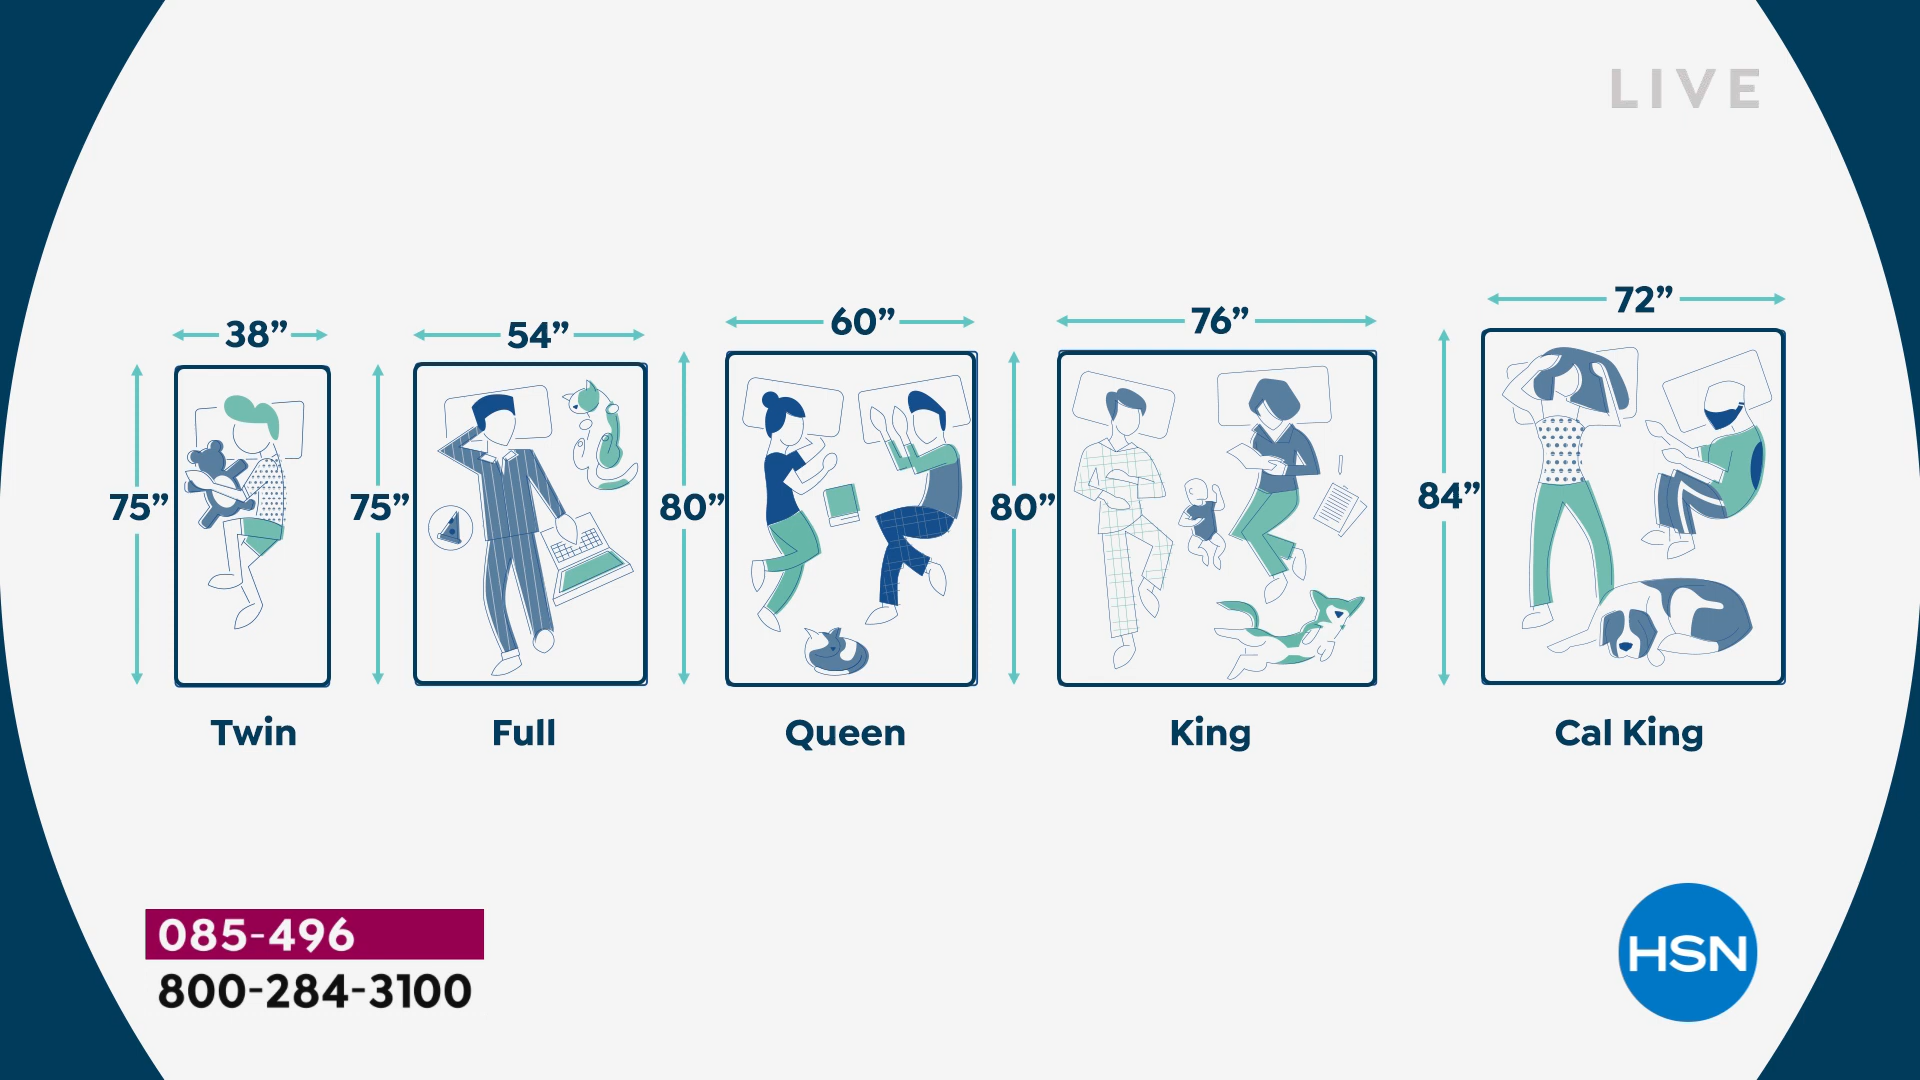 LIVE
38”
54”
60”
76”
72”
75”
75”
80”
80”
84”
Twin
Full
Queen
King
Cal King
085-496
800-284-3100
HSN